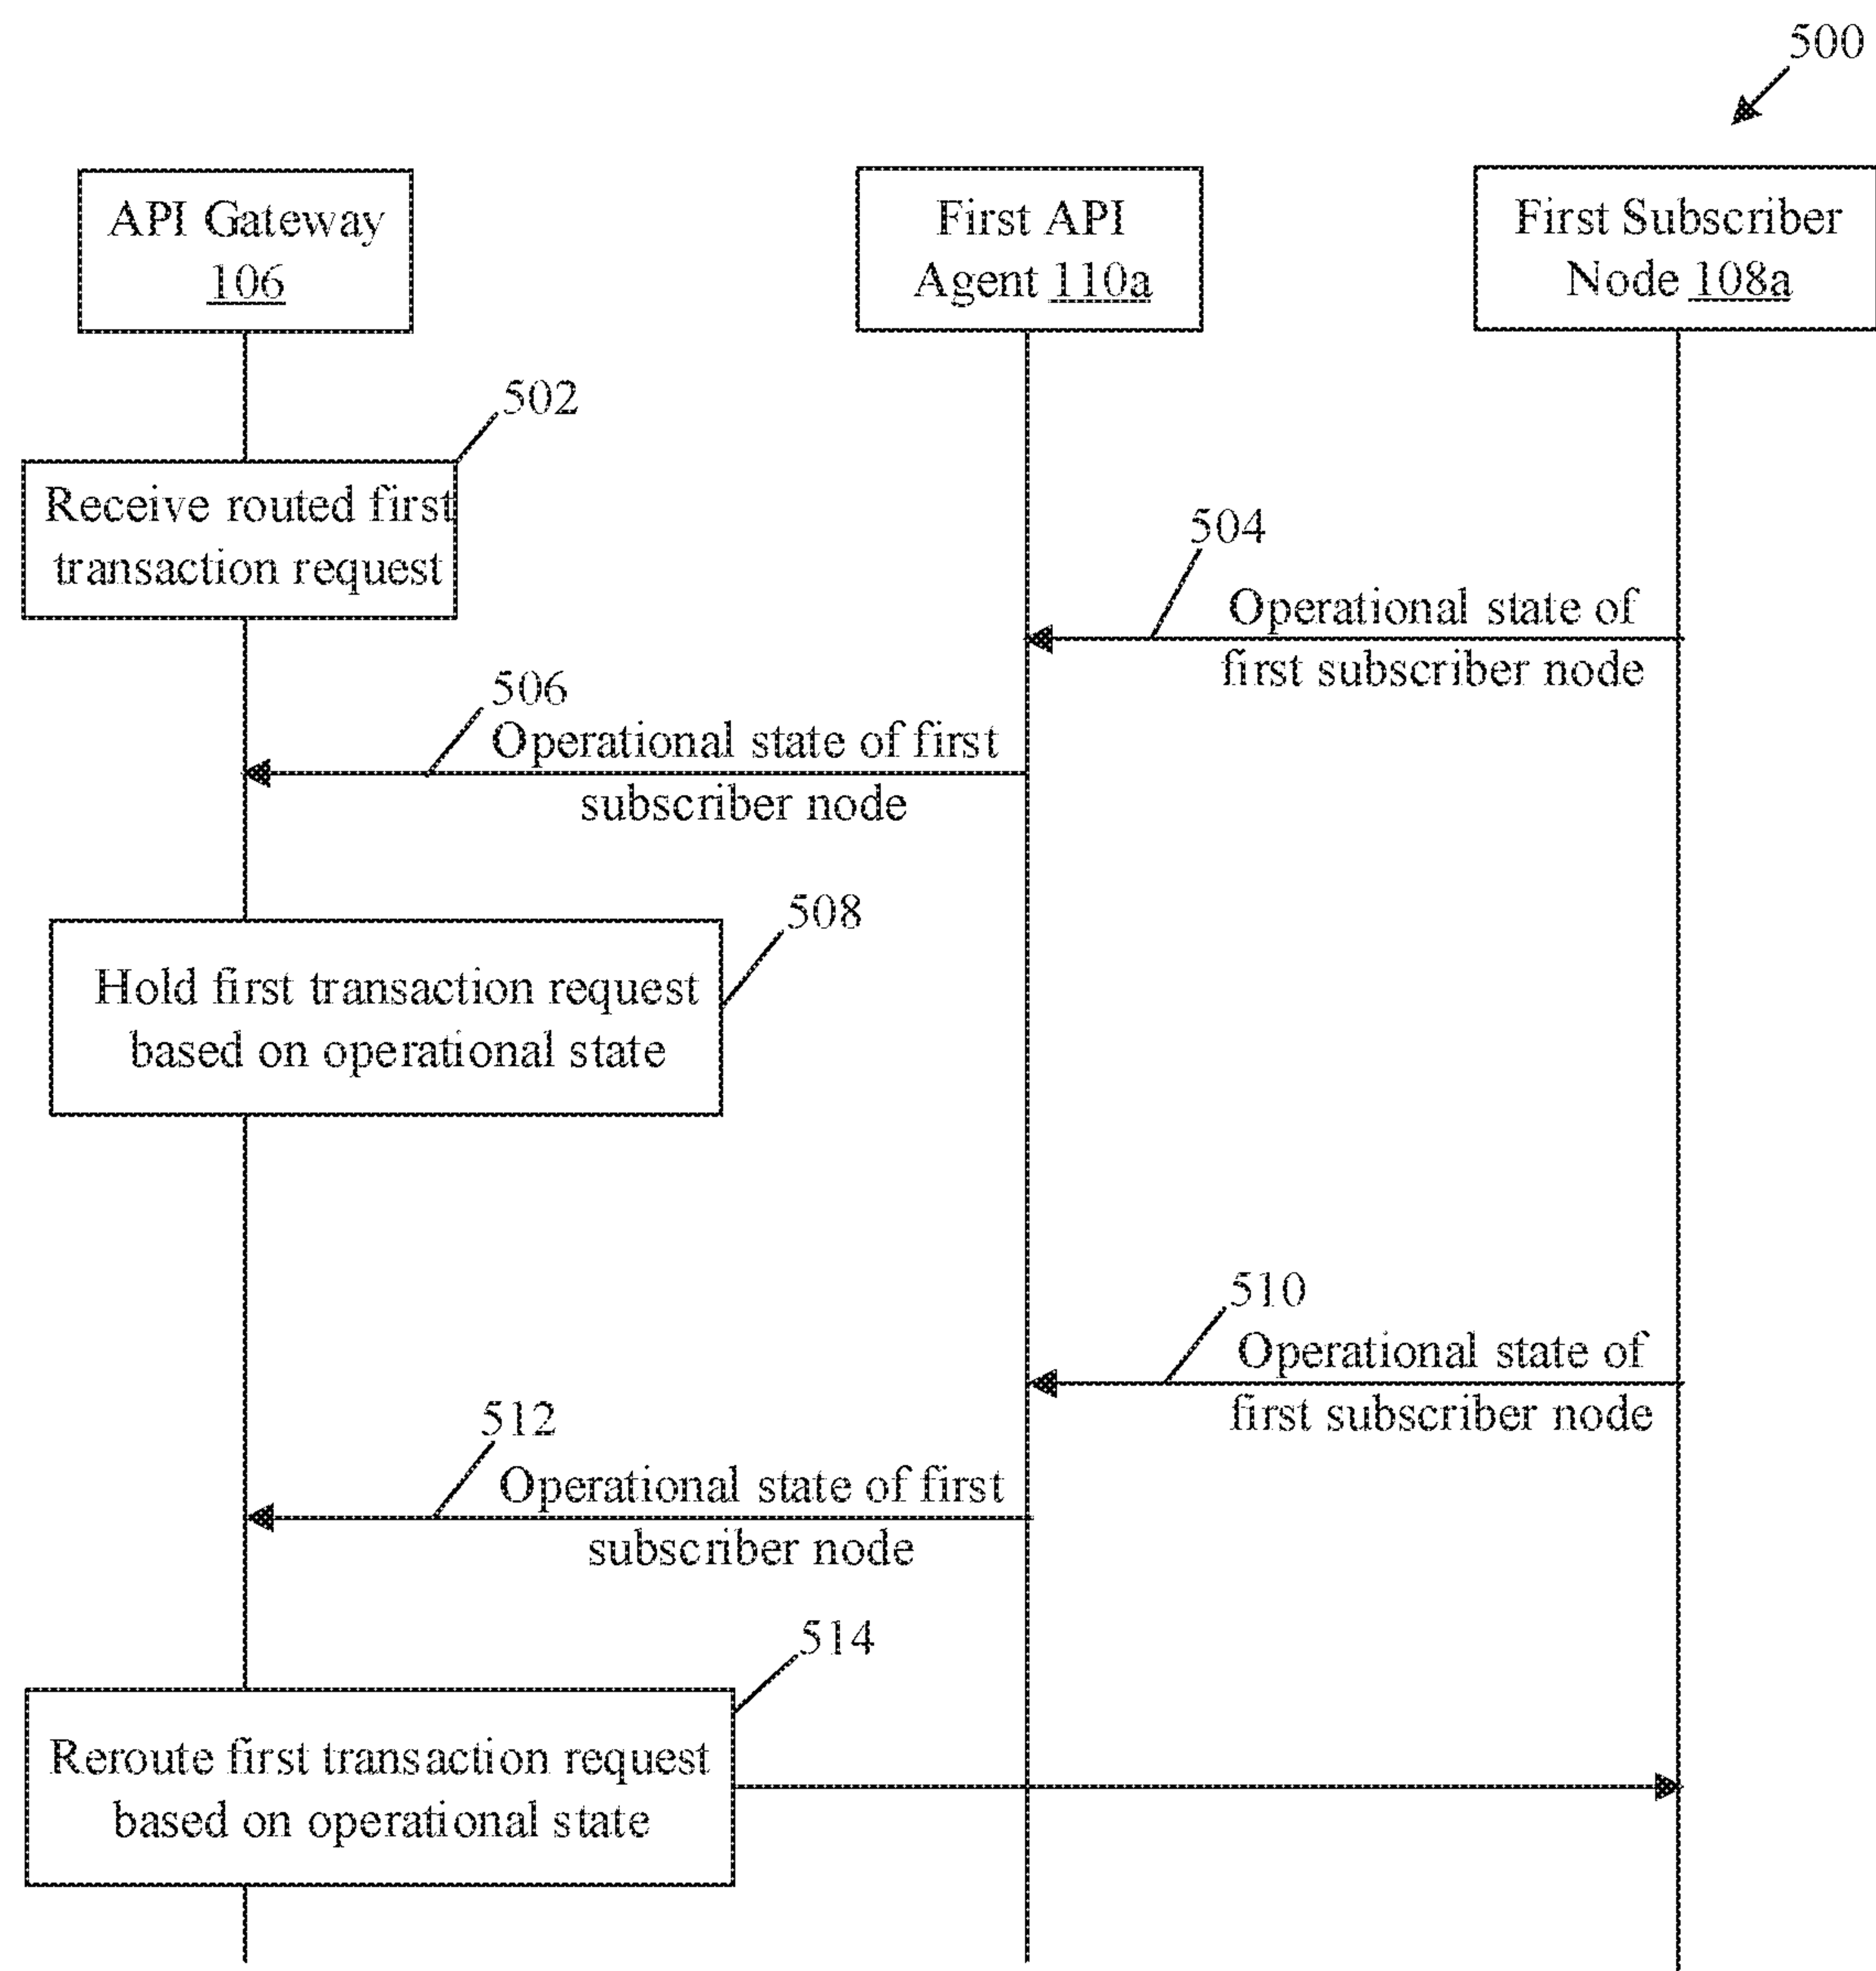 500
API Gateway
106
First API
Agent 110a
First Subscriber
Node 108a
502
Receive routed first
transaction request
504
Operational state of
first subscriber node
506
Operational state of first
subscriber node
508
Hold first transaction request
based on operational state
510
Operational state of
first subscriber node
512
Operational state of first
subscriber node
514
Reroute first transaction request
based on operational state